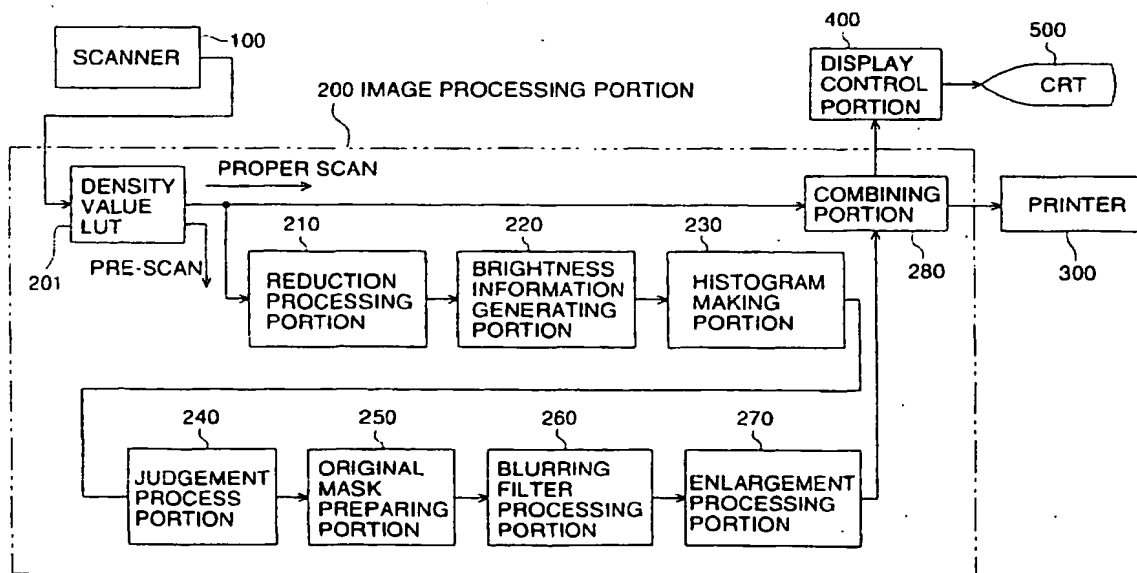 100
SCANNER
400
DISPLAY
CONTROL
PORTION
500
CRT
200 IMAGE PROCESSING PORTION
DENSITY
VALUE
LUT
201
PROPER SCAN
PRE-SCAN
COMBINING
PORTION
280
PRINTER
300
210
REDUCTION
PROCESSING
PORTION
220
BRIGHTNESS
INFORMATION
GENERATING
PORTION
230
HISTOGRAM
MAKING
PORTION
240
JUDGEMENT
PROCESS
PORTION
250
ORIGINAL
MASK
PREPARING
PORTION
260
BLURRING
FILTER
PROCESSING
PORTION
270
ENLARGEMENT
PROCESSING
PORTION